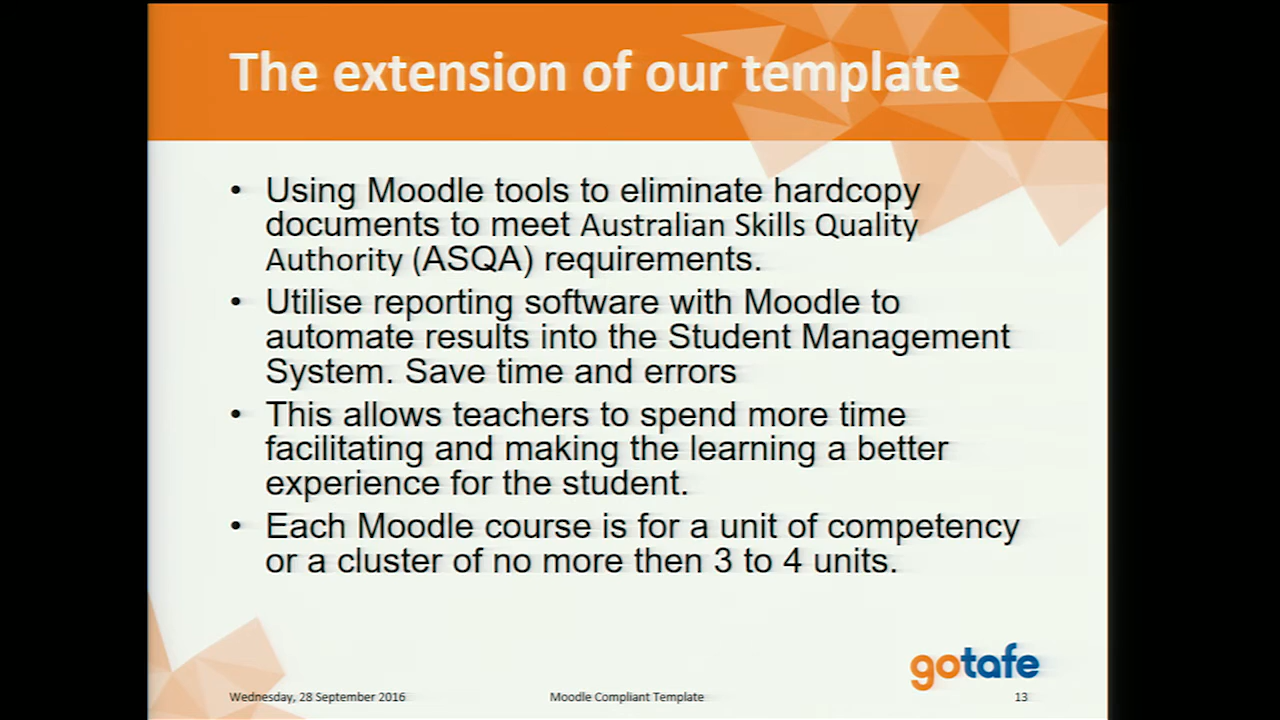 The extension of our template
• Using Moodle tools to eliminate hardcopy
documents to meet Australian Skills Quality
Authority (ASQA) requirements.
• Utilise reporting software with Moodle to
automate results into the Student Management
System. Save time and errors
• This allows teachers to spend more time
facilitating and making the learning a better
experience for the student.
• Each Moodle course is for a unit of competency
or a cluster of no more then 3 to 4 units.
gotafe
Wednesday, 28 September 2016 Moodle Compliant Template 13